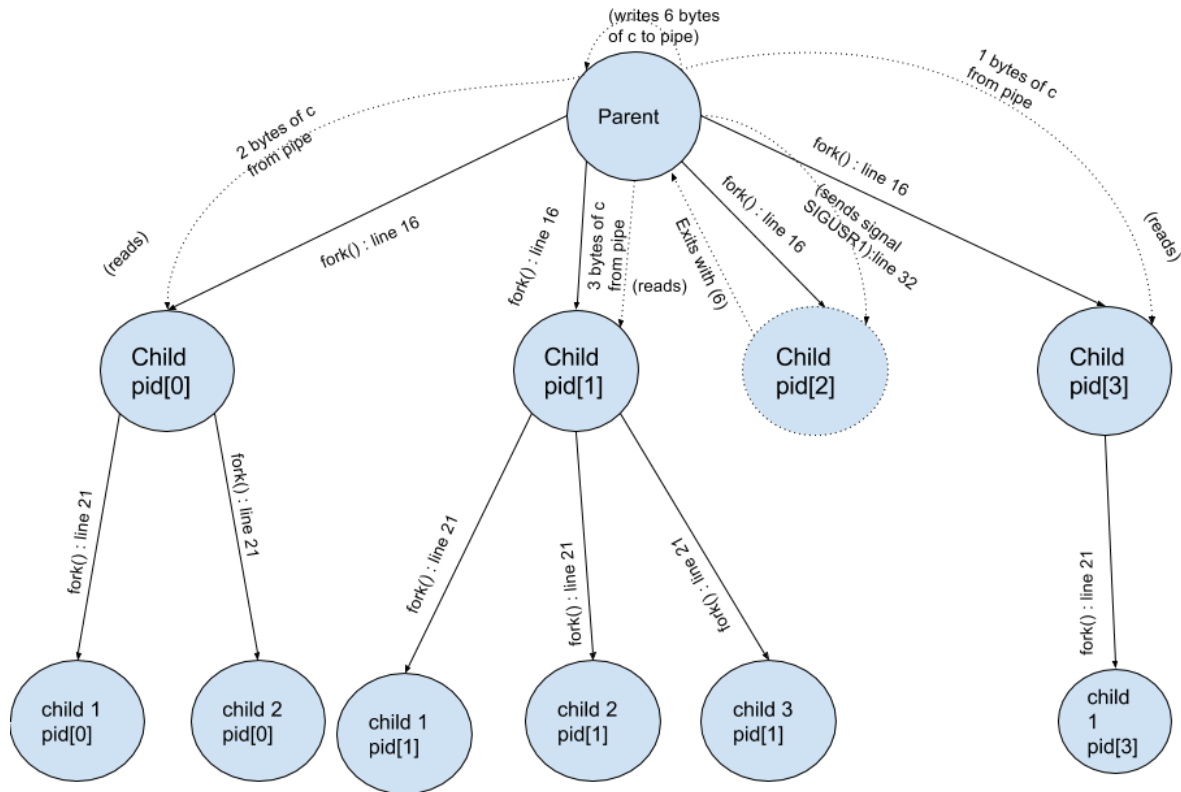 (writes 6 bytes
of c to pipe)
Parent
2 bytes of c
from pipe
1 bytes of c
from pipe
(reads)
fork() : line 16
fork() : line 16
3 bytes of c
from pipe
(reads)
Exits with (6)
fork() : line 16
(sends signal
SIGUSR1):line 32
fork() : line 16
(reads)
Child
pid[0]
Child
pid[1]
Child
pid[2]
Child
pid[3]
fork() : line 21
fork() : line 21
fork() : line 21
fork() : line 21
fork() : line 21
fork() : line 21
child 1
pid[0]
child 2
pid[0]
child 1
pid[1]
child 2
pid[1]
child 3
pid[1]
child
1
pid[3]